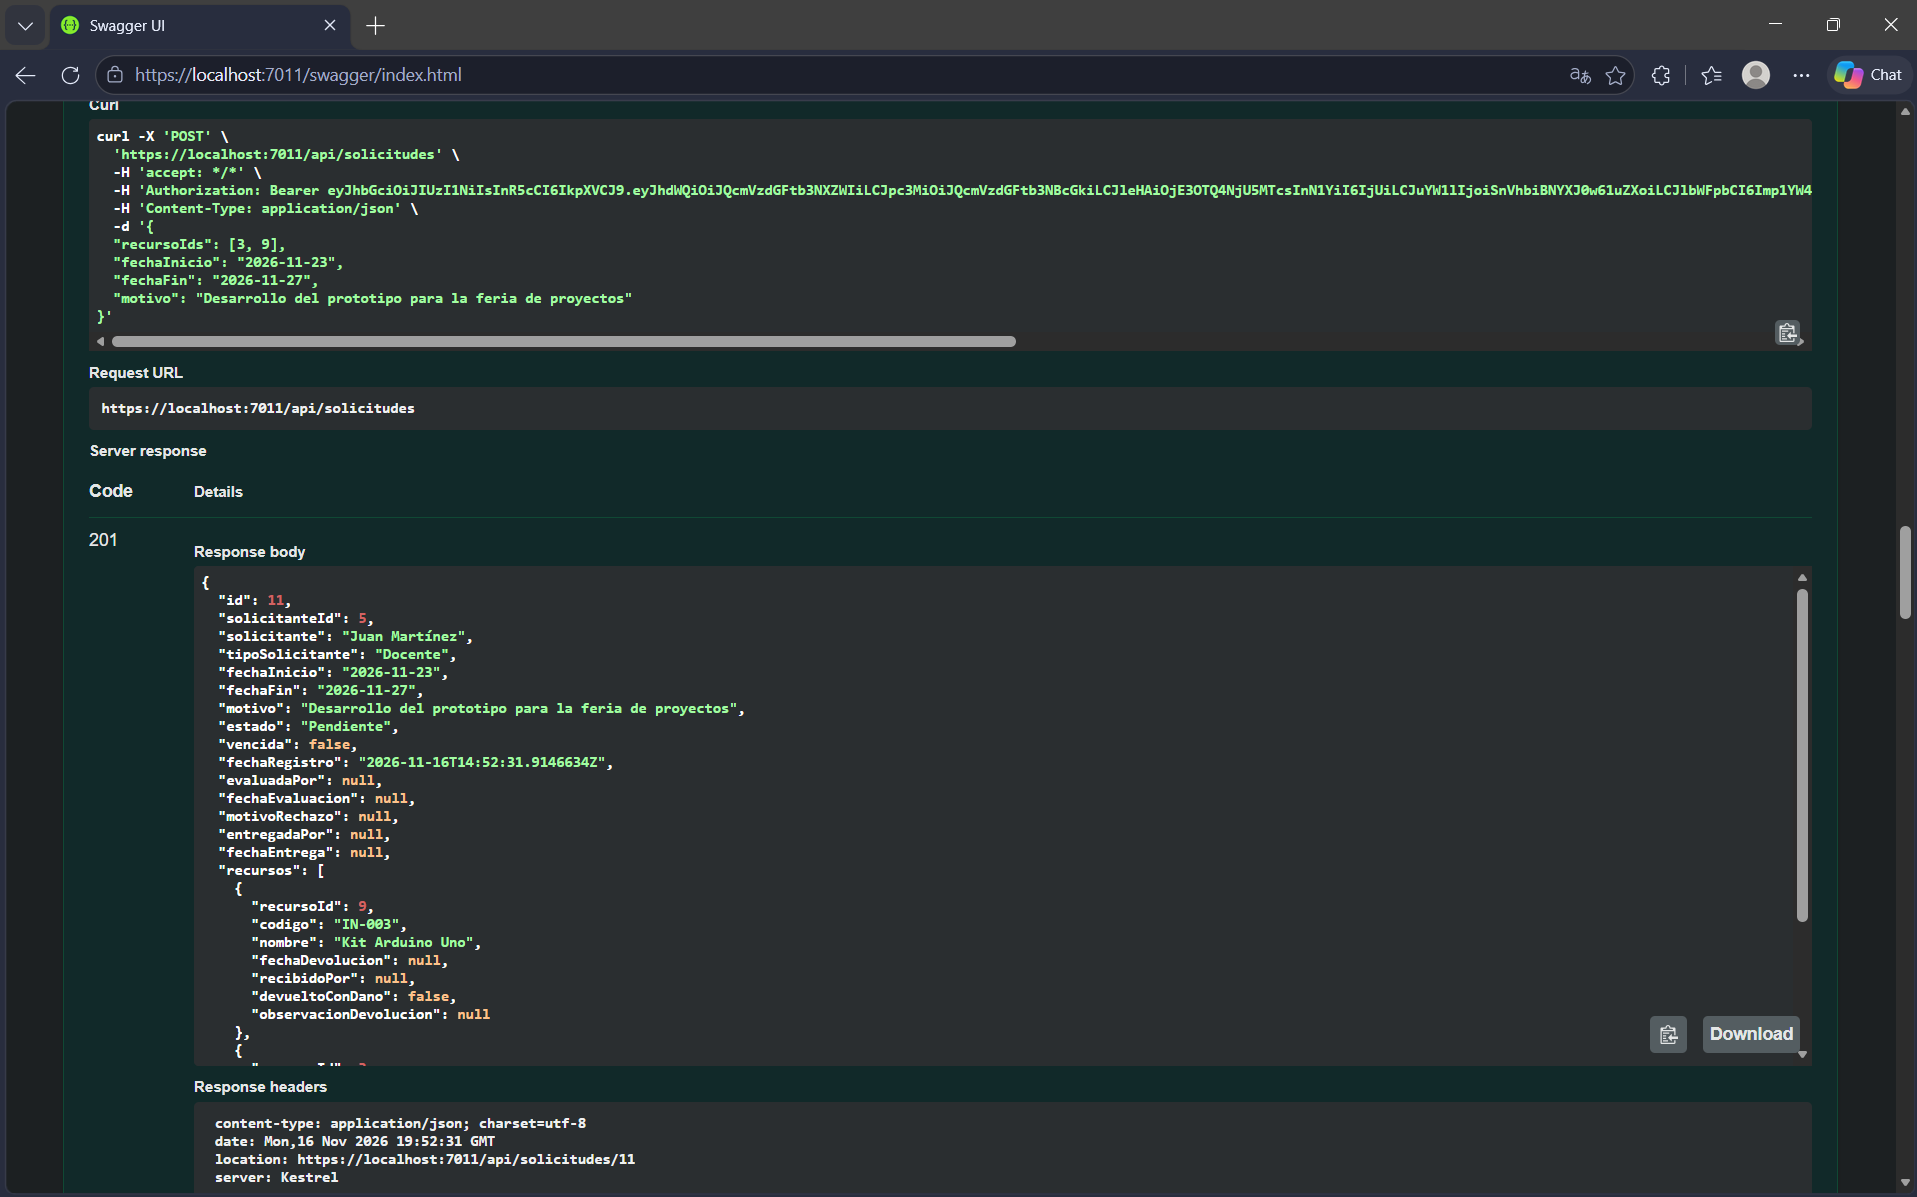 Swagger UI
https://localhost:7011/swagger/index.html
Chat
Curl
curl -X 'POST' \
'https://localhost:7011/api/solicitudes' \
-H 'accept: */*' \
-H 'Authorization: Bearer eyJhbGciOiJIUzI1NiIsInR5cCI6IkpXVCJ9.eyJhdWQiOiJQcmVzdGFtb3NXZWIiLCJpc3MiOiJQcmVzdGFtb3NBcGkiLCJleHAiOjE3OTQ4NjU5MTcsInN1YiI6IjUiLCJuYW1lIjoiSnVhbiBNYXJ0w61uZXoiLCJlbWFpbCI6Imp1YW4
-H 'Content-Type: application/json' \
-d '{
"recursoIds": [3, 9],
"fechaInicio": "2026-11-23",
"fechaFin": "2026-11-27",
"motivo": "Desarrollo del prototipo para la feria de proyectos"
}'
Request URL
https://localhost:7011/api/solicitudes
Server response
Code Details
201
Response body
{
"id": 11,
"solicitanteId": 5,
"solicitante": "Juan Martínez",
"tipoSolicitante": "Docente",
"fechaInicio": "2026-11-23",
"fechaFin": "2026-11-27",
"motivo": "Desarrollo del prototipo para la feria de proyectos",
"estado": "Pendiente",
"vencida": false,
"fechaRegistro": "2026-11-16T14:52:31.9146634Z",
"evaluadaPor": null,
"fechaEvaluacion": null,
"motivoRechazo": null,
"entregadaPor": null,
"fechaEntrega": null,
"recursos": [
{
"recursoId": 9,
"codigo": "IN-003",
"nombre": "Kit Arduino Uno",
"fechaDevolucion": null,
"recibidoPor": null,
"devueltoConDano": false,
"observacionDevolucion": null
},
{
Download
Response headers
content-type: application/json; charset=utf-8
date: Mon,16 Nov 2026 19:52:31 GMT
location: https://localhost:7011/api/solicitudes/11
server: Kestrel